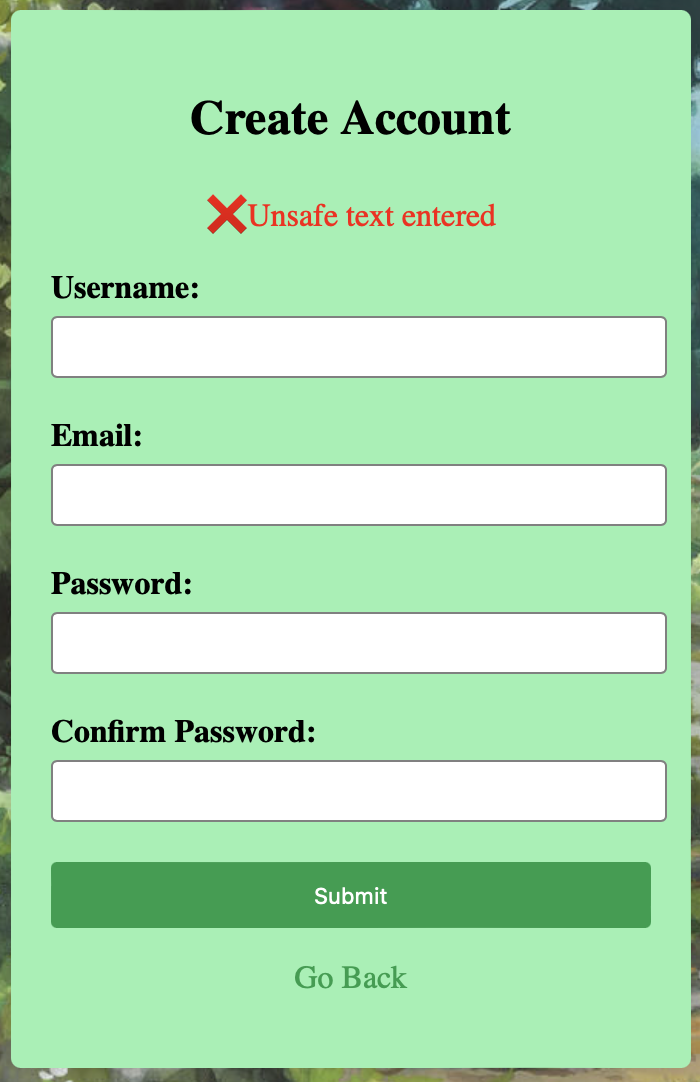 Create Account
❌Unsafe text entered
Username:
Email:
Password:
Confirm Password:
Submit
Go Back